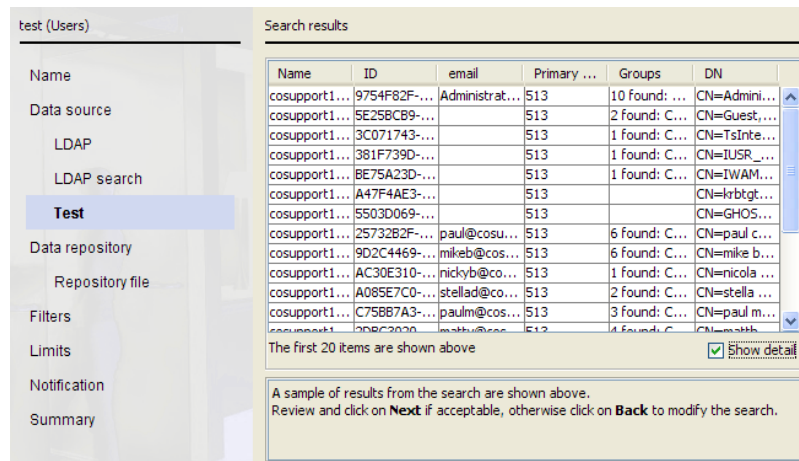 test (Users)
Name
Data source
LDAP
LDAP search
Test
Data repository
Repository file
Filters
Limits
Notification
Summary
Search results
Name ID email Primary ... Groups DN
cosupport1... 9754F82F-... Administrat... 513 10 found: ... CN=Admini...
cosupport1... 5E25BCB9-... 513 2 found: C... CN=Guest,...
cosupport1... 3C071743-... 513 1 found: C... CN=TsInte...
cosupport1... 381F739D-... 513 1 found: C... CN=IUSR_...
cosupport1... BE75A23D-... 513 1 found: C... CN=IWAM...
cosupport1... A47F4AE3-... 513 CN=krbtgt...
cosupport1... 5503D069-... 513 CN=GHOS...
cosupport1... 25732B2F-... paul@cosu... 513 6 found: C... CN=paul c...
cosupport1... 9D2C4469-... mikeb@cos... 513 6 found: C... CN=mike b...
cosupport1... AC30E310-... nickyb@co... 513 1 found: C... CN=nicola ...
cosupport1... A085E7C0-... stellad@co... 513 2 found: C... CN=stella ...
cosupport1... C75BB7A3-... paulm@cos... 513 3 found: C... CN=paul m...
cosupport1... 513
The first 20 items are shown above
Show detail
A sample of results from the search are shown above.
Review and click on Next if acceptable, otherwise click on Back to modify the search.